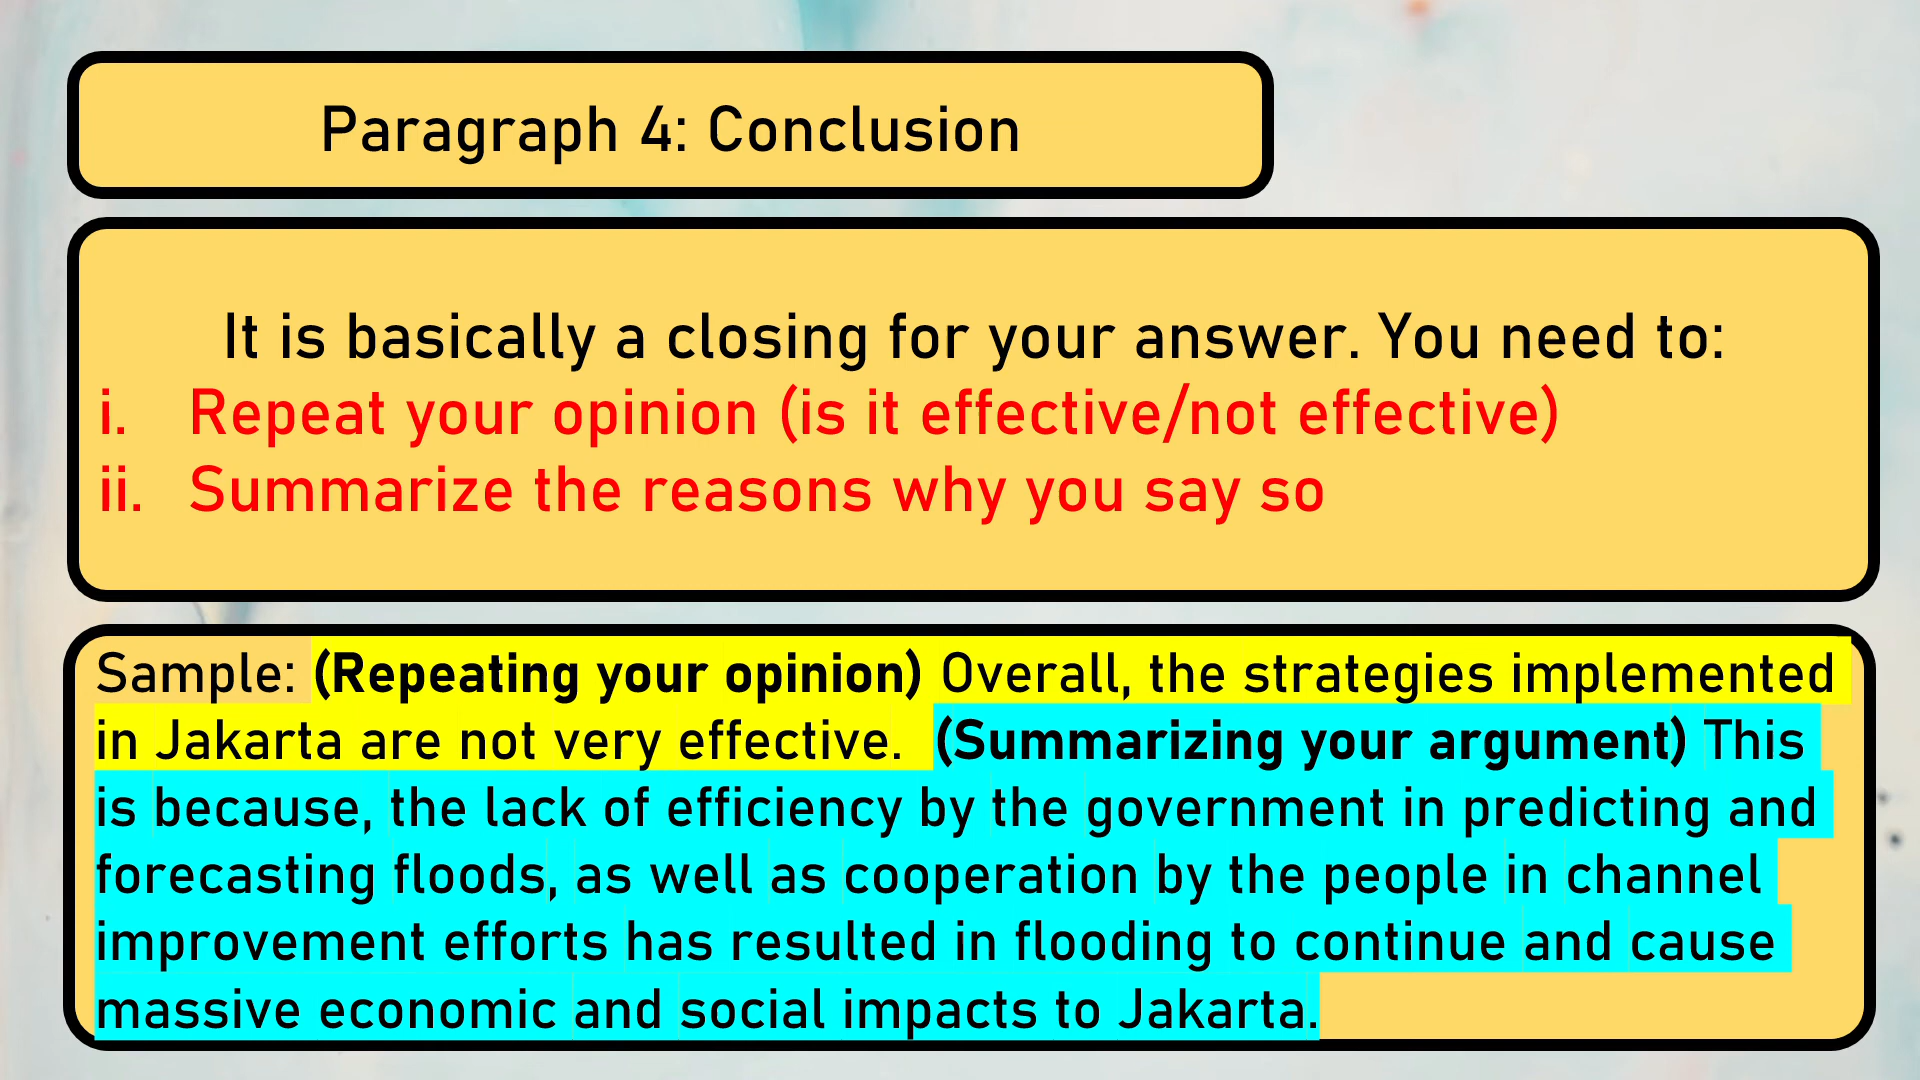 Paragraph 4: Conclusion
It is basically a closing for your answer. You need to:
i. Repeat your opinion (is it effective/not effective)
ii. Summarize the reasons why you say so
Sample: (Repeating your opinion) Overall, the strategies implemented
in Jakarta are not very effective. (Summarizing your argument) This
is because, the lack of efficiency by the government in predicting and
forecasting floods, as well as cooperation by the people in channel
improvement efforts has resulted in flooding to continue and cause
massive economic and social impacts to Jakarta.